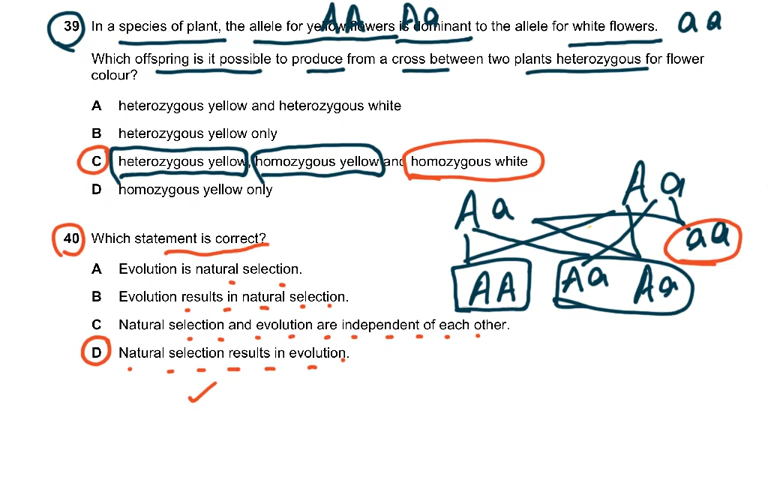 AA Aa aa
39 In a species of plant, the allele for yellow flowers is dominant to the allele for white flowers.
Which offspring is it possible to produce from a cross between two plants heterozygous for flower
colour?
A heterozygous yellow and heterozygous white
B heterozygous yellow only
C heterozygous yellow, homozygous yellow and homozygous white
D homozygous yellow only
Aa Aa
aa
AA Aa Aa
40 Which statement is correct?
A Evolution is natural selection.
B Evolution results in natural selection.
C Natural selection and evolution are independent of each other.
D Natural selection results in evolution.